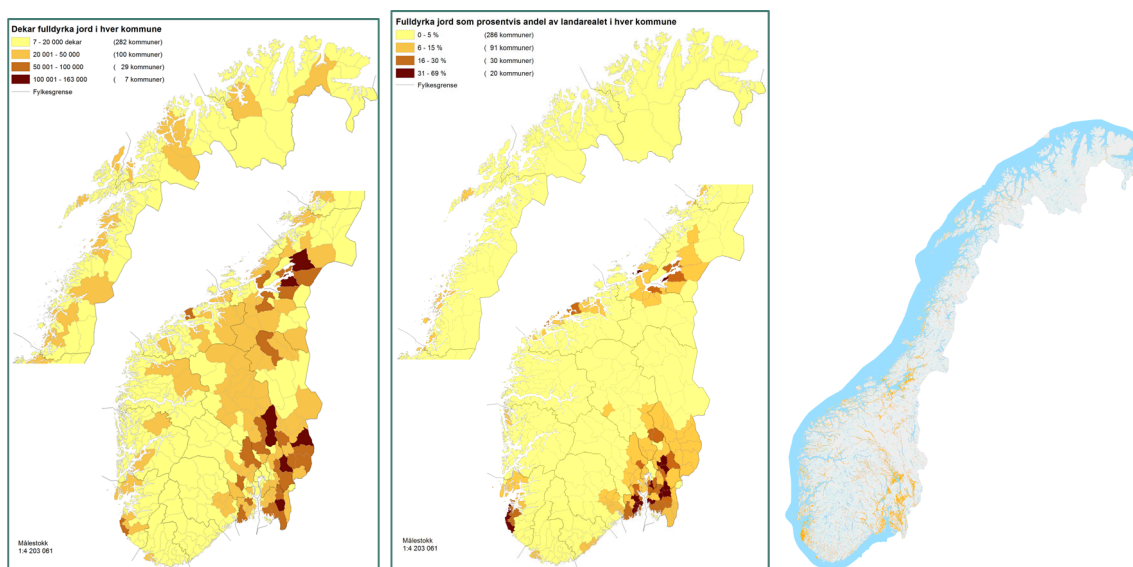 Dekar fulldyrka jord i hver kommune
7 - 20 000 dekar (282 kommuner)
20 001 - 50 000 (100 kommuner)
50 001 - 100 000 ( 29 kommuner)
100 001 - 163 000 ( 7 kommuner)
Fylkesgrense
Målestokk
1:4 203 061
Fulldyrka jord som prosentvis andel av landarealet i hver kommune
0 - 5 % (286 kommuner)
6 - 15 % ( 91 kommuner)
16 - 30 % ( 30 kommuner)
31 - 69 % ( 20 kommuner)
Fylkesgrense
Målestokk
1:4 203 061